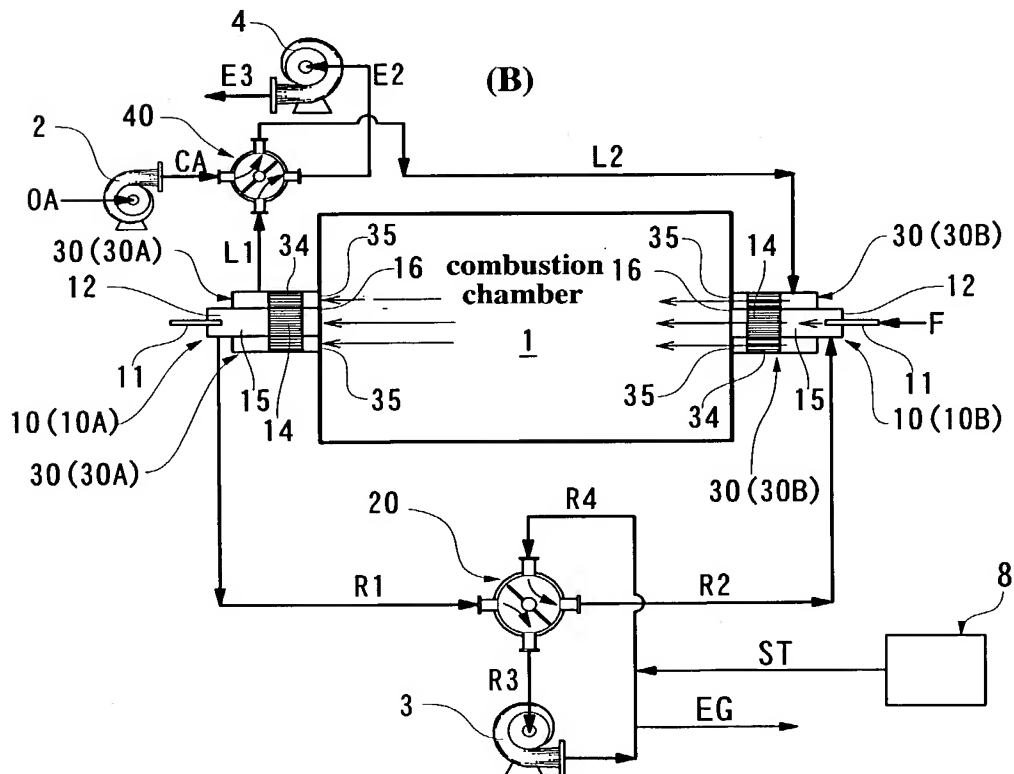 4
(B)
E3
E2
40
2
CA
L2
OA
L1
30 (30A)
34
35
16
combustion
chamber
1
35
16
14
30 (30B)
12
12
F
11
15
14
35
35
34
15
11
10 (10A)
10 (10B)
30 (30A)
30 (30B)
20
R4
R1
R2
8
ST
R3
3
EG